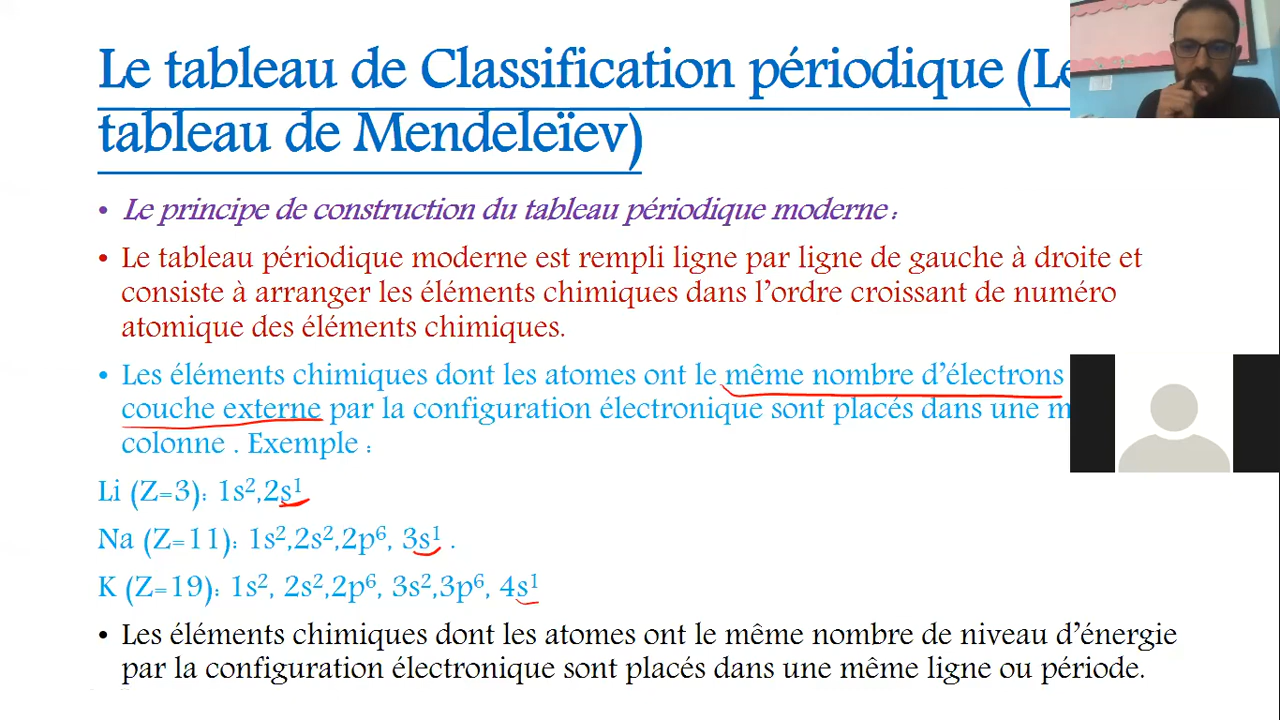 Le tableau de Classification périodique (Le
tableau de Mendeleïev)
• Le principe de construction du tableau périodique moderne :
• Le tableau périodique moderne est rempli ligne par ligne de gauche à droite et
consiste à arranger les éléments chimiques dans l’ordre croissant de numéro
atomique des éléments chimiques.
• Les éléments chimiques dont les atomes ont le même nombre d’électrons
couche externe par la configuration électronique sont placés dans une
colonne . Exemple :
Li (Z=3): 1s²,2s¹
Na (Z=11): 1s²,2s²,2p⁶, 3s¹ .
K (Z=19): 1s², 2s²,2p⁶, 3s²,3p⁶, 4s¹
• Les éléments chimiques dont les atomes ont le même nombre de niveau d’énergie
par la configuration électronique sont placés dans une même ligne ou période.